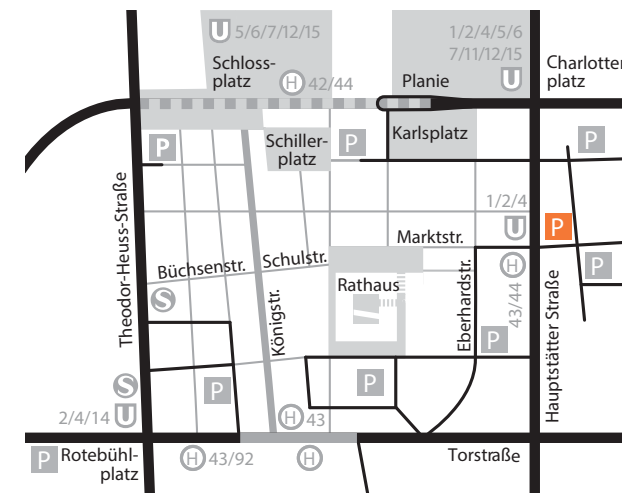 U 5/6/7/12/15
1/2/4/5/6
7/11/12/15
U
Schloss-
platz
H 42/44
Planie
Charlotten
platz
P
Schiller-
platz
P
Karlsplatz
P
Theodor-Heuss-Straße
1/2/4
U
P
Marktstr.
Büchsenstr.
Schulstr.
H
43/44
P
S
Königstr.
Rathaus
Eberhardstr.
Hauptstätter Straße
P
S
P
P
2/4/14 U
H 43
P
Rotebühl-
platz
H 43/92
H
Torstraße